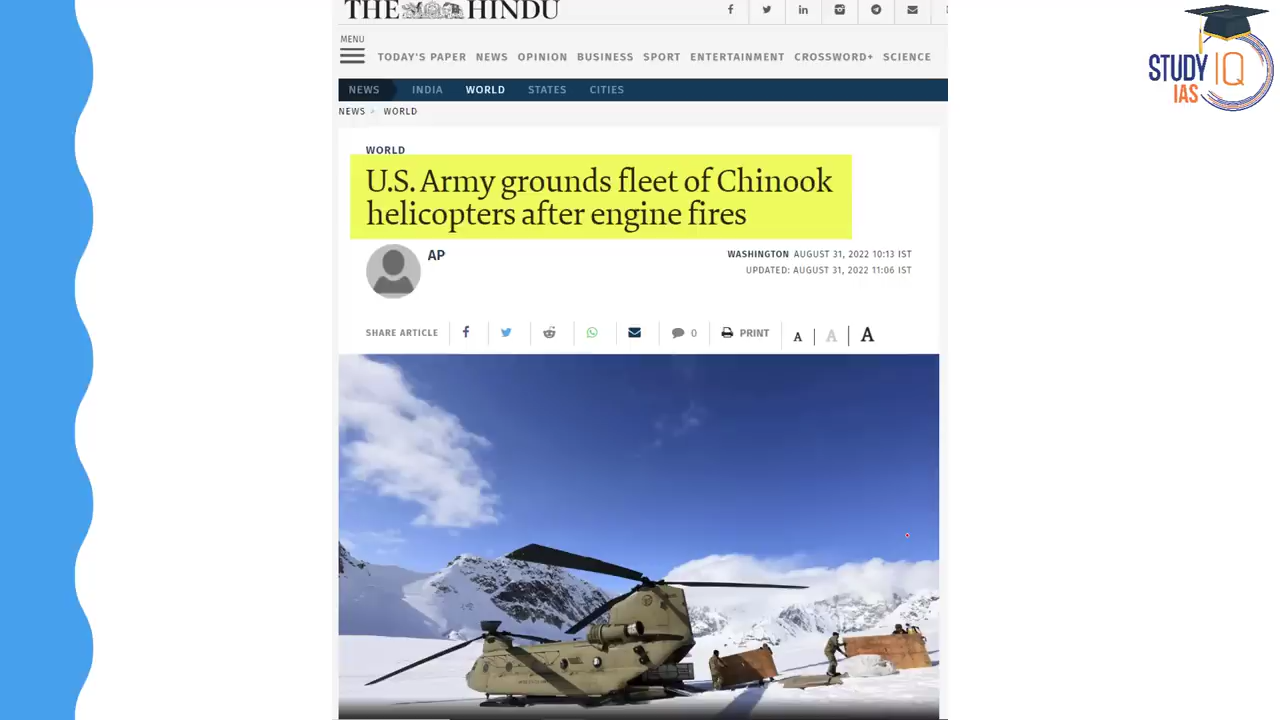 THE HINDU
MENU
TODAY'S PAPER NEWS OPINION BUSINESS SPORT ENTERTAINMENT CROSSWORD+ SCIENCE
NEWS INDIA WORLD STATES CITIES
NEWS > WORLD
WORLD
U.S. Army grounds fleet of Chinook
helicopters after engine fires
AP
WASHINGTON AUGUST 31, 2022 10:13 IST
UPDATED: AUGUST 31, 2022 11:06 IST
SHARE ARTICLE 0 PRINT A A A
STUDY IQ
IAS